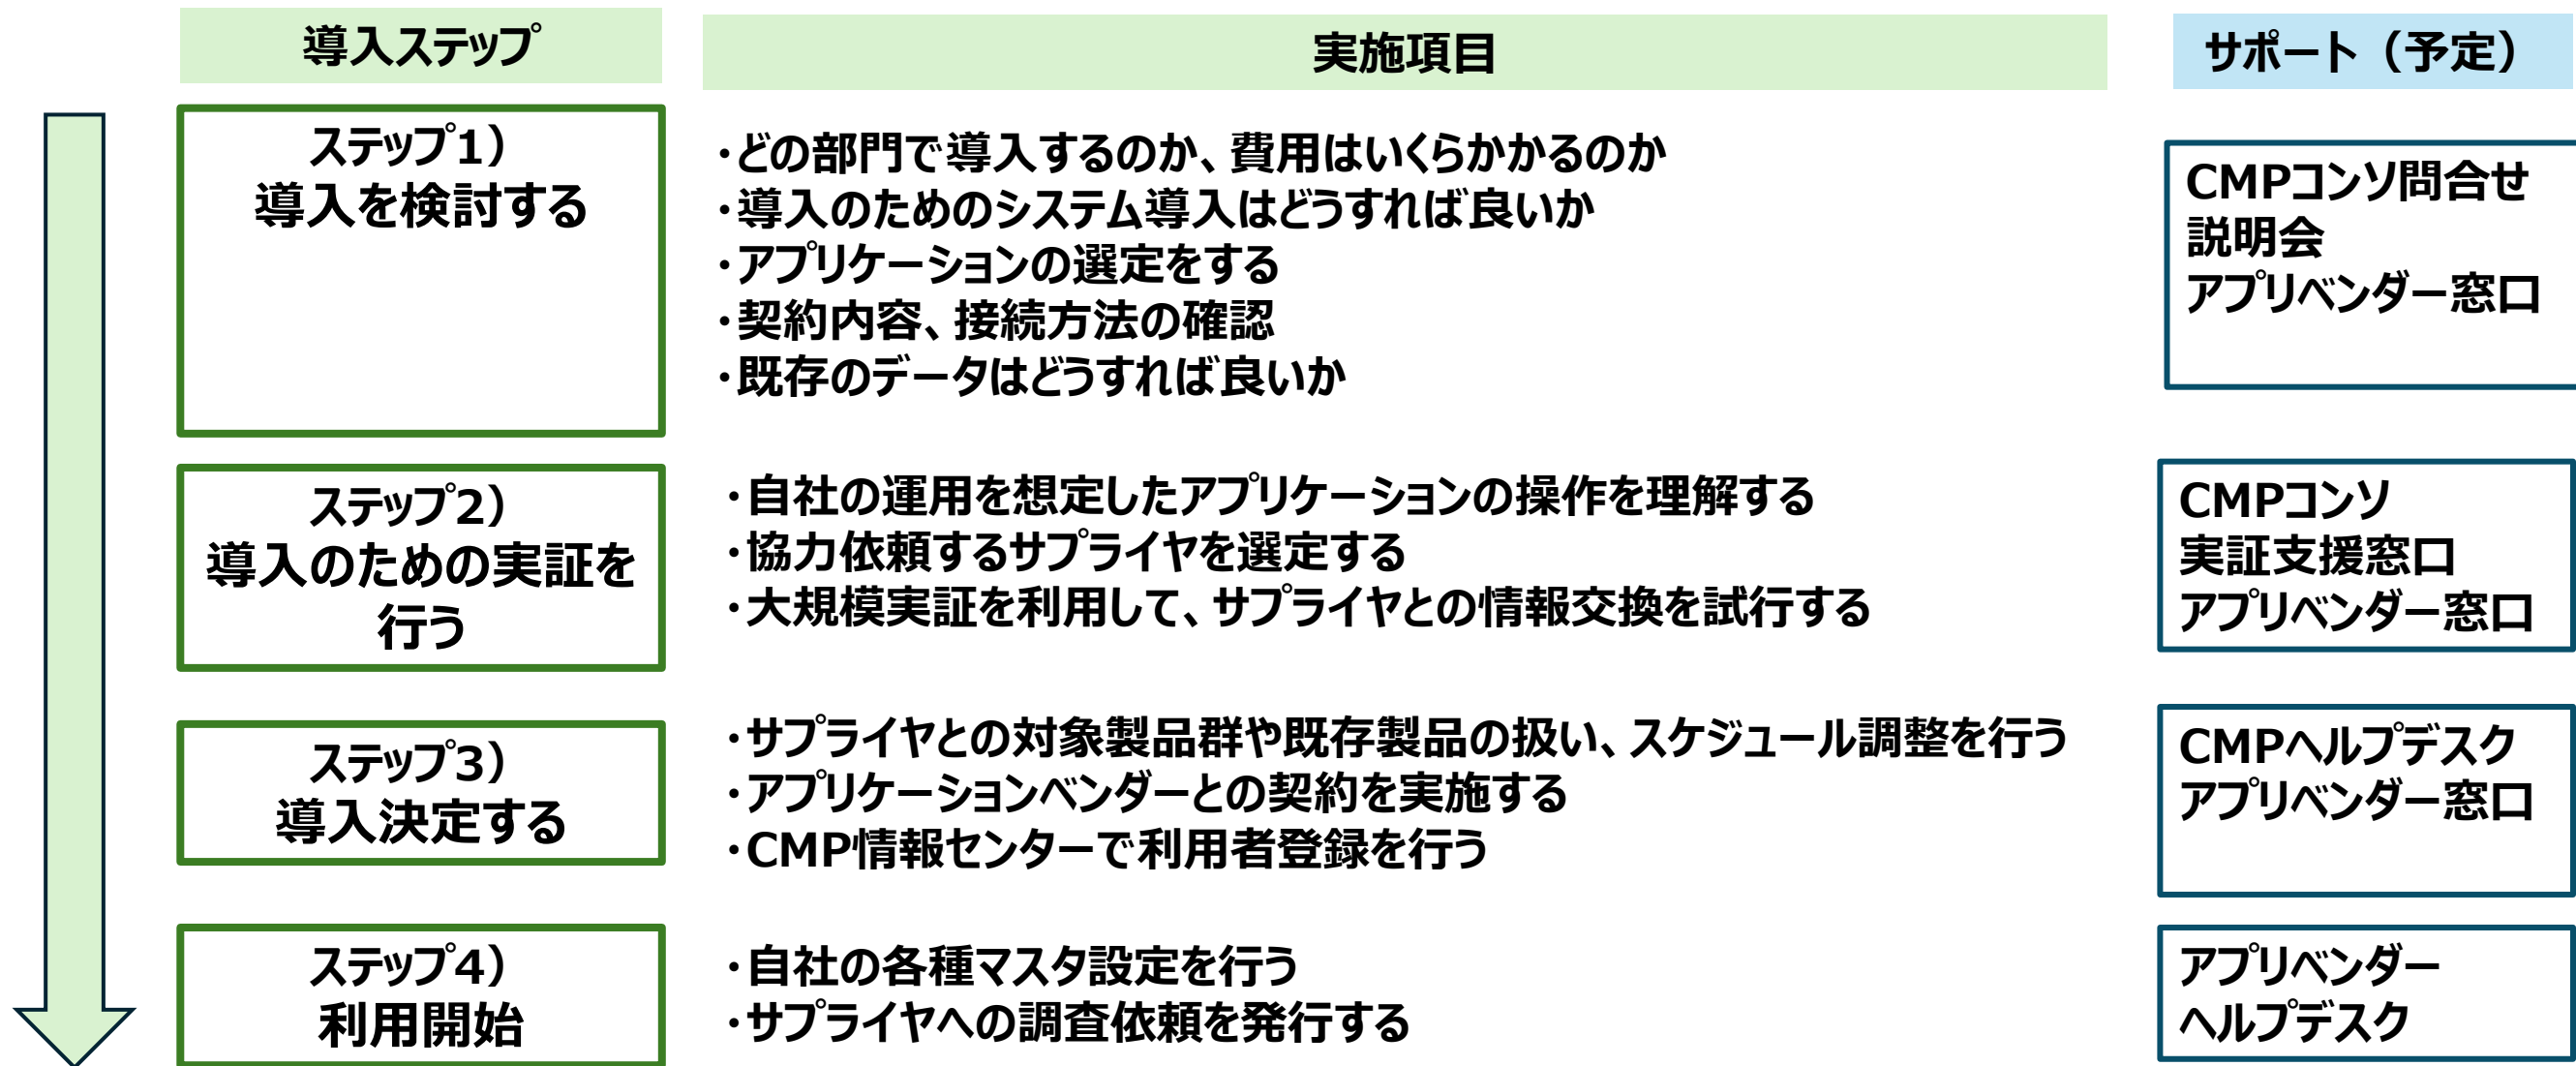 導入ステップ
実施項目
サポート（予定）
ステップ1）
導入を検討する
・どの部門で導入するのか、費用はいくらかかるのか
・導入のためのシステム導入はどうすれば良いか
・アプリケーションの選定をする
・契約内容、接続方法の確認
・既存のデータはどうすれば良いか
CMPコンソ問合せ
説明会
アプリベンダー窓口
ステップ2）
導入のための実証を
行う
・自社の運用を想定したアプリケーションの操作を理解する
・協力依頼するサプライヤを選定する
・大規模実証を利用して、サプライヤとの情報交換を試行する
CMPコンソ
実証支援窓口
アプリベンダー窓口
ステップ3）
導入決定する
・サプライヤとの対象製品群や既存製品の扱い、スケジュール調整を行う
・アプリケーションベンダーとの契約を実施する
・CMP情報センターで利用者登録を行う
CMPヘルプデスク
アプリベンダー窓口
ステップ4）
利用開始
・自社の各種マスタ設定を行う
・サプライヤへの調査依頼を発行する
アプリベンダー
ヘルプデスク